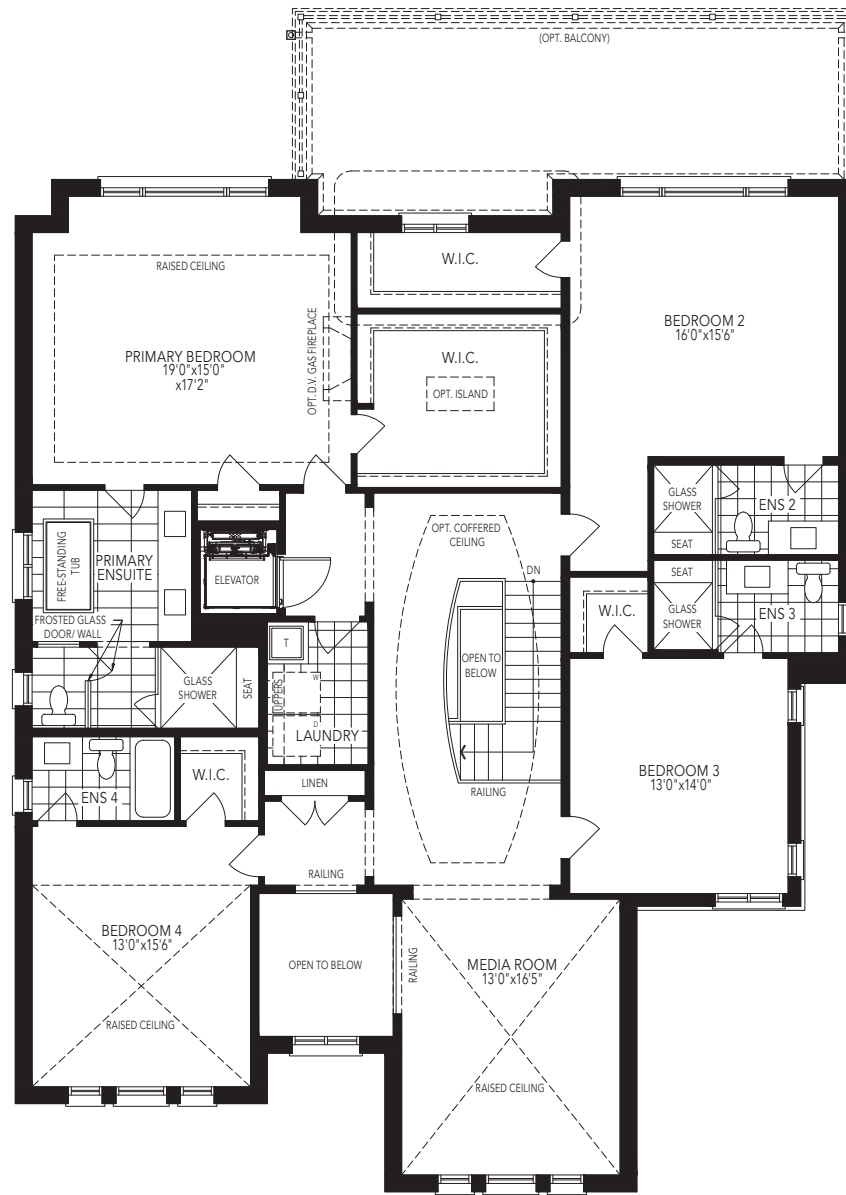 (OPT. BALCONY)
RAISED CEILING
W.I.C.
PRIMARY BEDROOM
19'0"x15'0"
x17'2"
OPT. D.V. GAS FIREPLACE
W.I.C.
OPT. ISLAND
BEDROOM 2
16'0"x15'6"
FREE-STANDING
TUB
PRIMARY
ENSUITE
FROSTED GLASS
DOOR/ WALL
ELEVATOR
OPT. COFFERED
CEILING
DN
GLASS
SHOWER
SEAT
ENS 2
SEAT
GLASS
SHOWER
ENS 3
W.I.C.
OPEN TO
BELOW
RAILING
GLASS
SHOWER
SEAT
T
UPPERS
W
D
LAUNDRY
LINEN
ENS 4
W.I.C.
BEDROOM 3
13'0"x14'0"
RAILING
BEDROOM 4
13'0"x15'6"
RAISED CEILING
OPEN TO BELOW
RAILING
MEDIA ROOM
13'0"x16'5"
RAISED CEILING